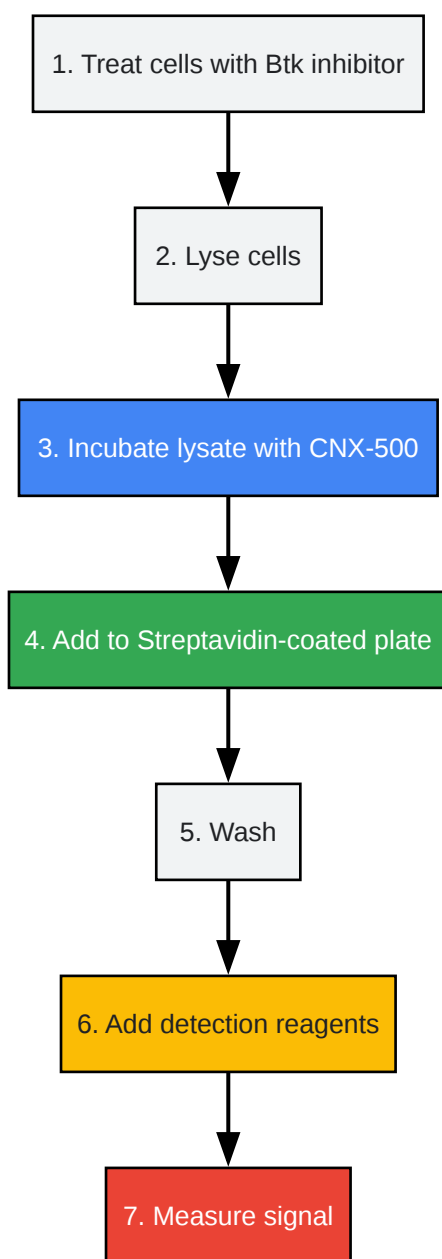 1. Treat cells with Btk inhibitor
2. Lyse cells
3. Incubate lysate with CNX-500
4. Add to Streptavidin-coated plate
5. Wash
6. Add detection reagents
7. Measure signal